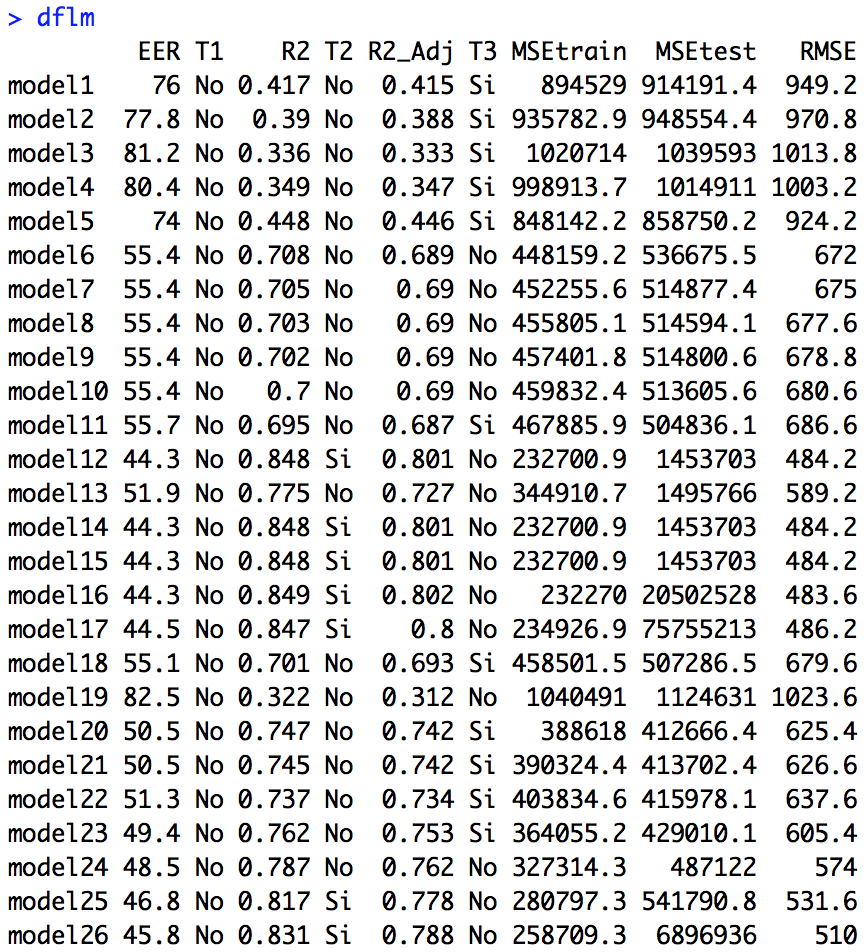 > dflm
EER T1 R2 T2 R2_Adj T3 MSEtrain MSEtest RMSE
model1 76 No 0.417 No 0.415 Si 894529 914191.4 949.2
model2 77.8 No 0.39 No 0.388 Si 935782.9 948554.4 970.8
model3 81.2 No 0.336 No 0.333 Si 1020714 1039593 1013.8
model4 80.4 No 0.349 No 0.347 Si 998913.7 1014911 1003.2
model5 74 No 0.448 No 0.446 Si 848142.2 858750.2 924.2
model6 55.4 No 0.708 No 0.689 No 448159.2 536675.5 672
model7 55.4 No 0.705 No 0.69 No 452255.6 514877.4 675
model8 55.4 No 0.703 No 0.69 No 455805.1 514594.1 677.6
model9 55.4 No 0.702 No 0.69 No 457401.8 514800.6 678.8
model10 55.4 No 0.7 No 0.69 No 459832.4 513605.6 680.6
model11 55.7 No 0.695 No 0.687 Si 467885.9 504836.1 686.6
model12 44.3 No 0.848 Si 0.801 No 232700.9 1453703 484.2
model13 51.9 No 0.775 No 0.727 No 344910.7 1495766 589.2
model14 44.3 No 0.848 Si 0.801 No 232700.9 1453703 484.2
model15 44.3 No 0.848 Si 0.801 No 232700.9 1453703 484.2
model16 44.3 No 0.849 Si 0.802 No 232270 20502528 483.6
model17 44.5 No 0.847 Si 0.8 No 234926.9 75755213 486.2
model18 55.1 No 0.701 No 0.693 Si 458501.5 507286.5 679.6
model19 82.5 No 0.322 No 0.312 No 1040491 1124631 1023.6
model20 50.5 No 0.747 No 0.742 Si 388618 412666.4 625.4
model21 50.5 No 0.745 No 0.742 Si 390324.4 413702.4 626.6
model22 51.3 No 0.737 No 0.734 Si 403834.6 415978.1 637.6
model23 49.4 No 0.762 No 0.753 Si 364055.2 429010.1 605.4
model24 48.5 No 0.787 No 0.762 No 327314.3 487122 574
model25 46.8 No 0.817 Si 0.778 No 280797.3 541790.8 531.6
model26 45.8 No 0.831 Si 0.788 No 258709.3 6896936 510